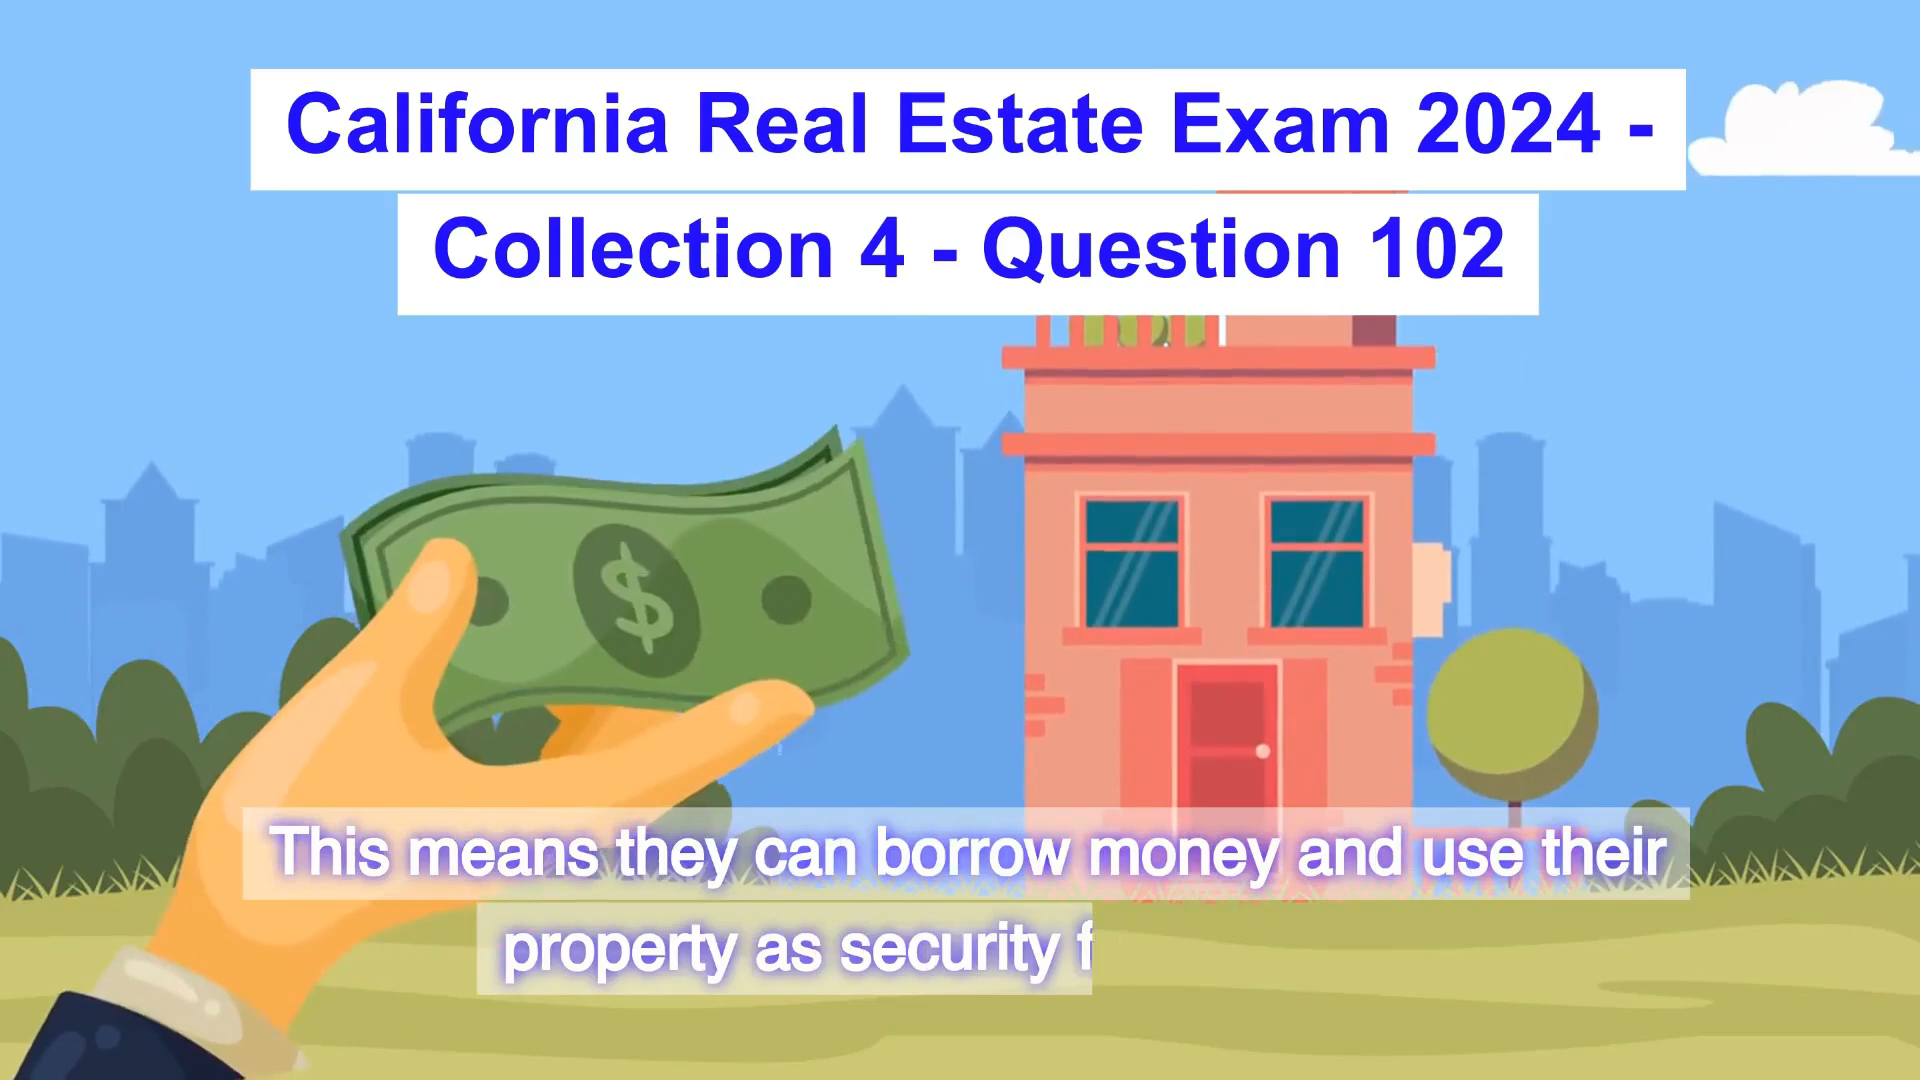 California Real Estate Exam 2024 -
Collection 4 - Question 102
$
This means they can borrow money and use their
property as security f